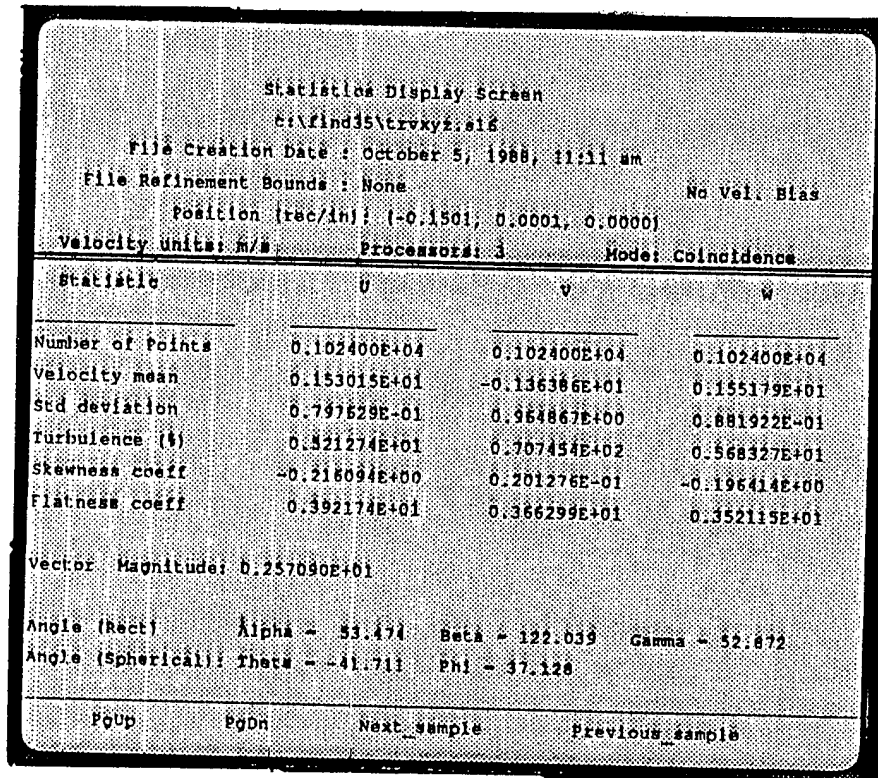 Statistics Display Screen
c:\find35\trvxyz.s16
File Creation Date : October 5, 1988, 11:11 am
File Refinement Bounds : None No Vel. Bias
Position (rec/in): (-0.1501, 0.0001, 0.0000)
Velocity units: m/s Processors: 3 Mode: Coincidence
Statistic U V W
Number of Points 0.102400E+04 0.102400E+04 0.102400E+04
Velocity mean 0.153015E+01 -0.136386E+01 0.155179E+01
Std deviation 0.797629E-01 0.964867E+00 0.881922E-01
Turbulence (%) 0.521274E+01 0.707454E+02 0.568327E+01
Skewness coeff -0.216094E+00 0.201276E-01 -0.196414E+00
Flatness coeff 0.392174E+01 0.366299E+01 0.352115E+01
Vector Magnitude: 0.257090E+01
Angle (Rect) Alpha = 53.474 Beta = 122.039 Gamma = 52.872
Angle (Spherical): Theta = -41.711 Phi = 37.128
PgUp PgDn Next_sample Previous_sample